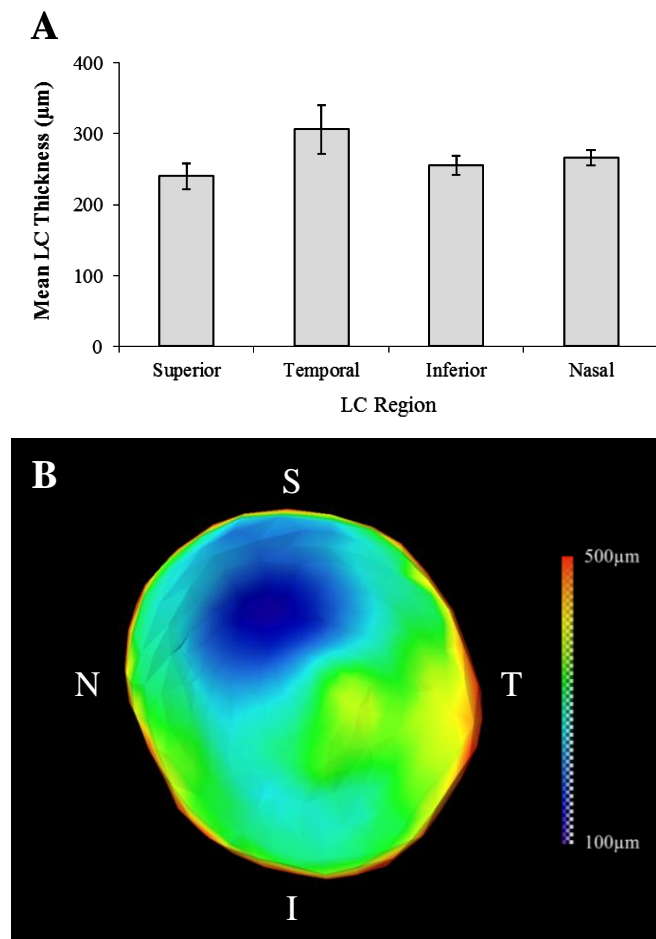 A
400
300
200
100
0
Mean LC Thickness (μm)
Superior Temporal Inferior Nasal
LC Region
B
S
N
T
I
500μm
100μm